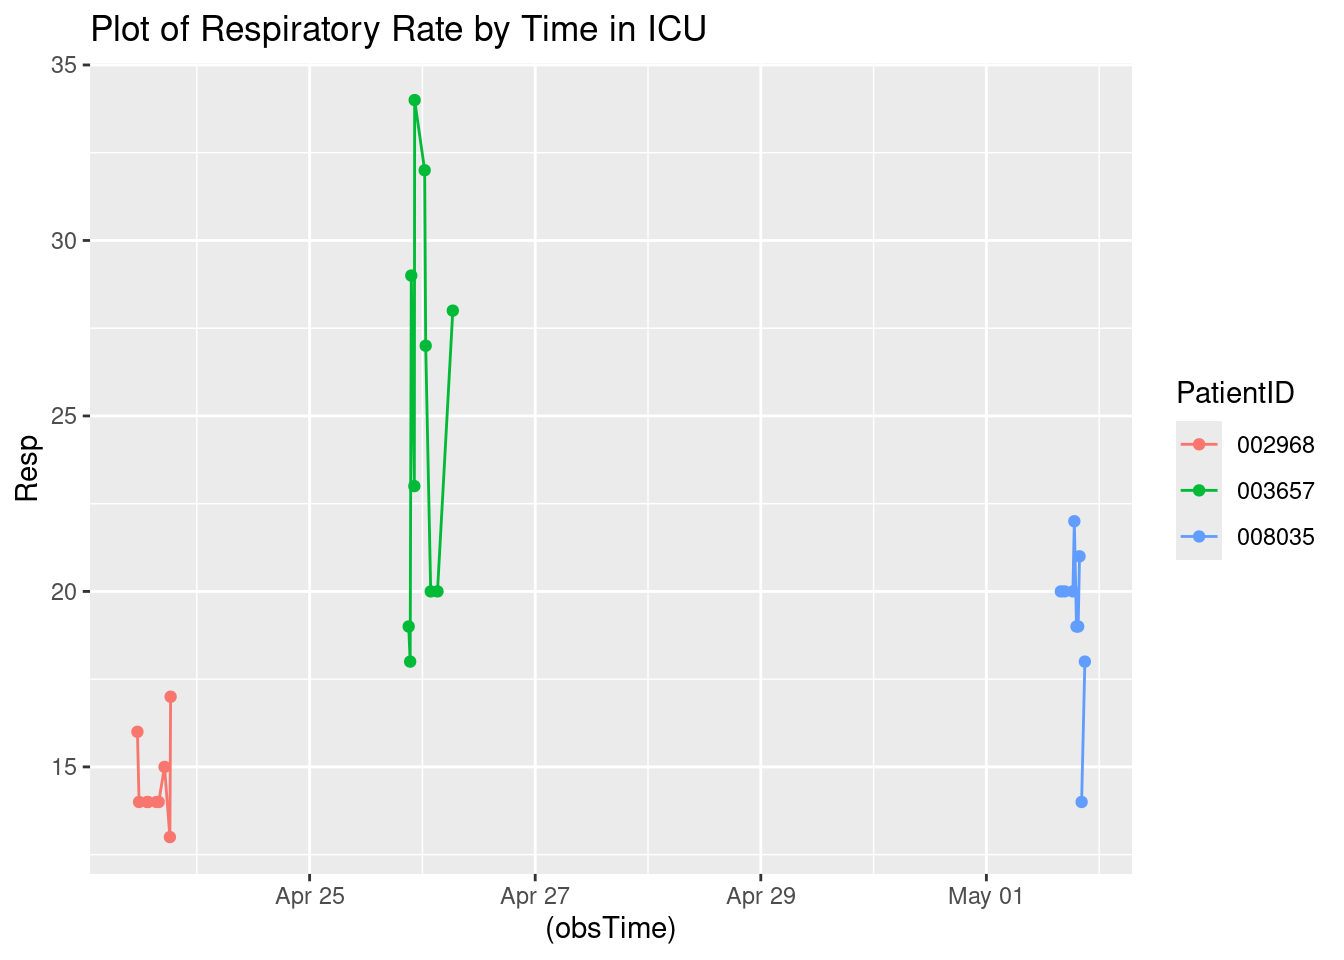 Plot of Respiratory Rate by Time in ICU
35
30
25
20
15
Resp
Apr 25
Apr 27
Apr 29
May 01
(obsTime)
PatientID
002968
003657
008035